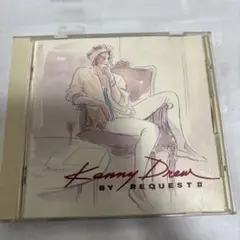 Kenny Drew
BY REQUEST II